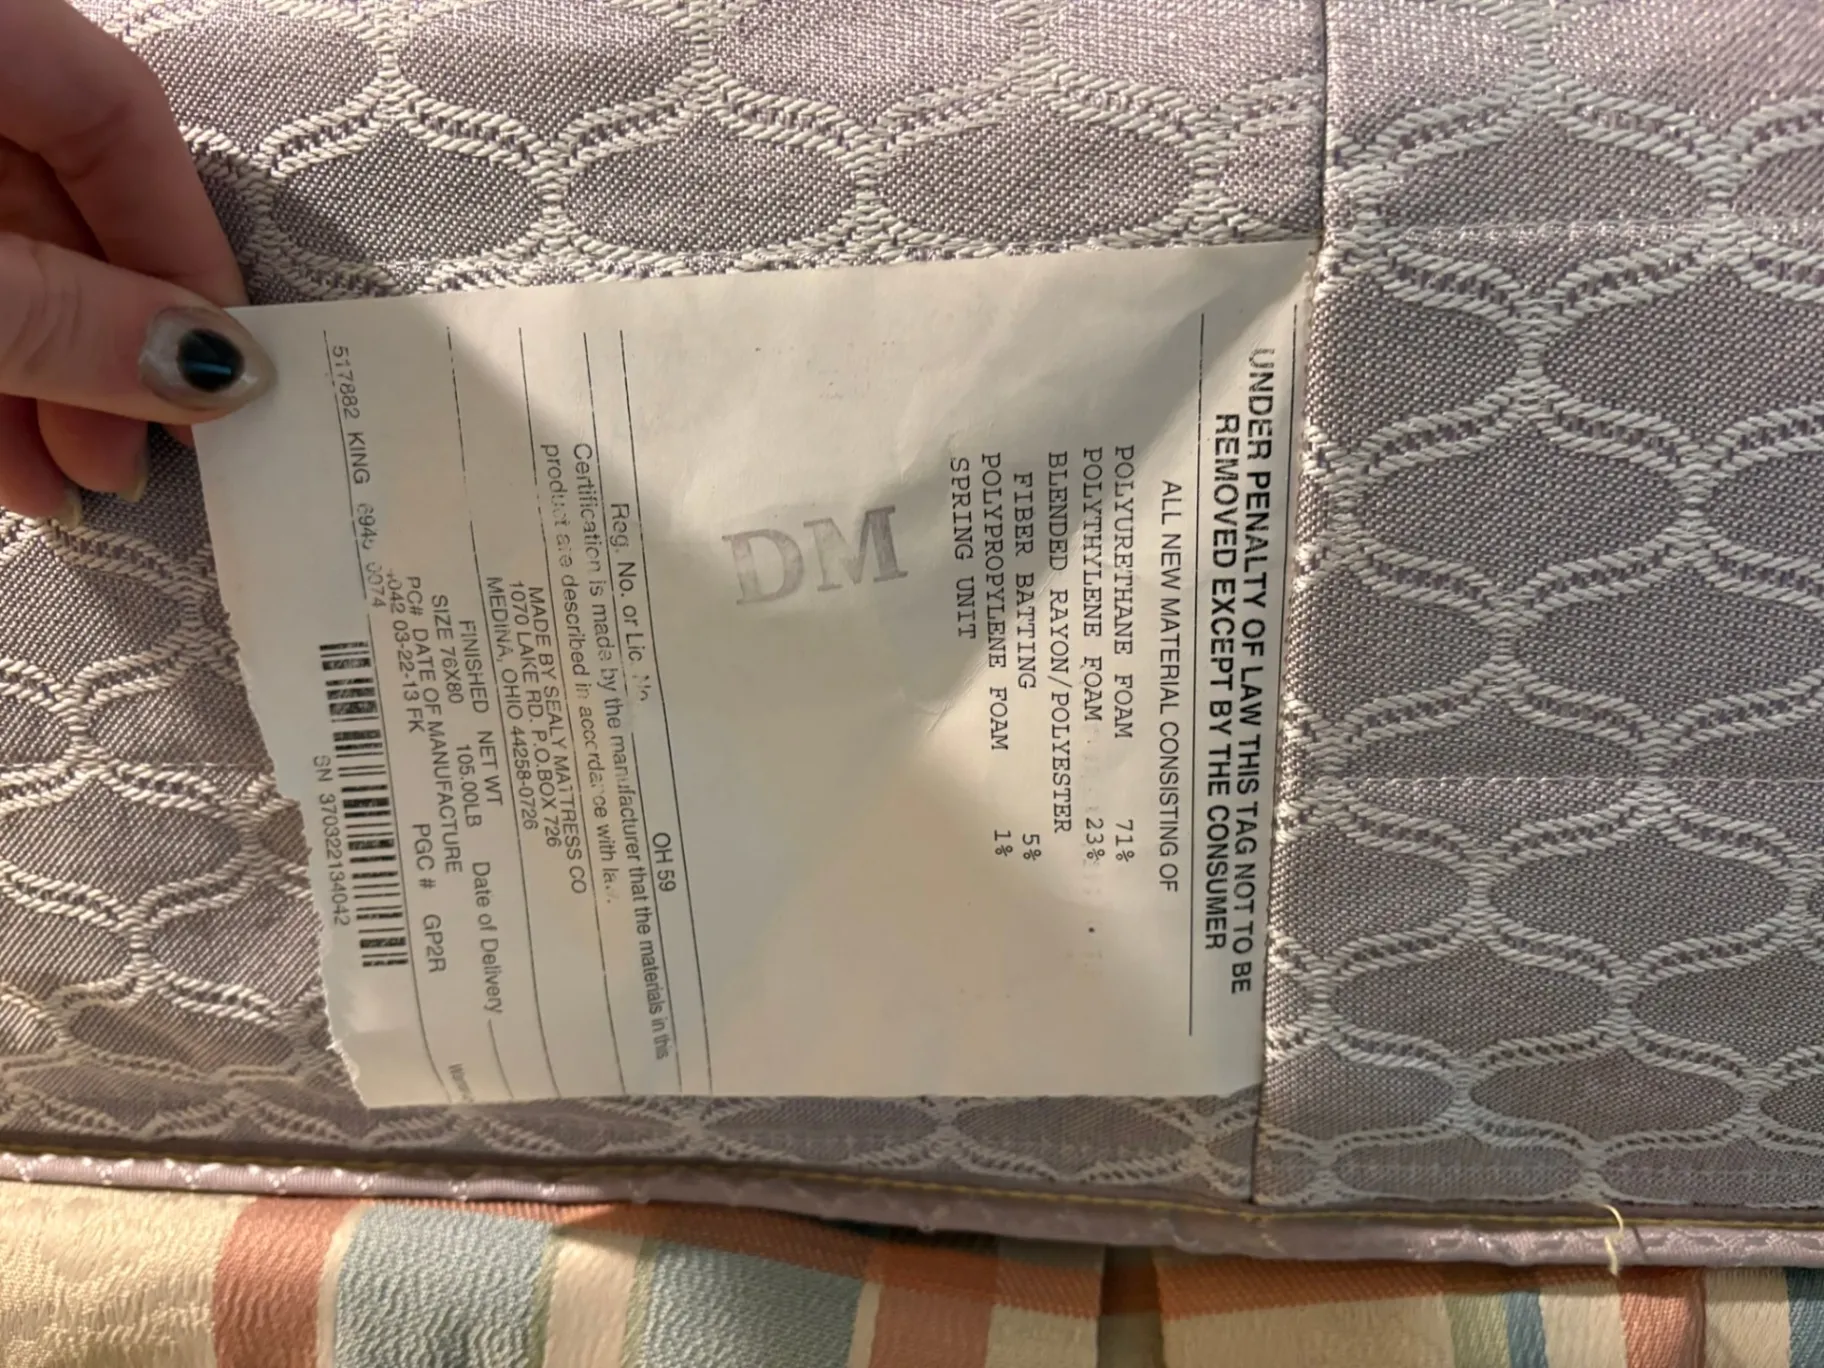 UNDER PENALTY OF LAW THIS TAG NOT TO BE
REMOVED EXCEPT BY THE CONSUMER
ALL NEW MATERIAL CONSISTING OF
POLYURETHANE FOAM 71%
POLYTHYLENE FOAM 23%
BLENDED RAYON/POLYESTER
FIBER BATTING 5%
POLYPROPYLENE FOAM 1%
SPRING UNIT
DM
OH 59
Reg. No. or Lic. No.
Certification is made by the manufacturer that the materials in this
product are described in accordance with law.
MADE BY SEALY MATTRESS CO
1070 LAKE RD. P.O.BOX 726
MEDINA, OHIO 44258-0726
FINISHED NET WT Date of Delivery
SIZE 76X80 105.00LB
PC# DATE OF MANUFACTURE PGC # GP2R
03-22-13 FK
517882 KING
SN 370322134042